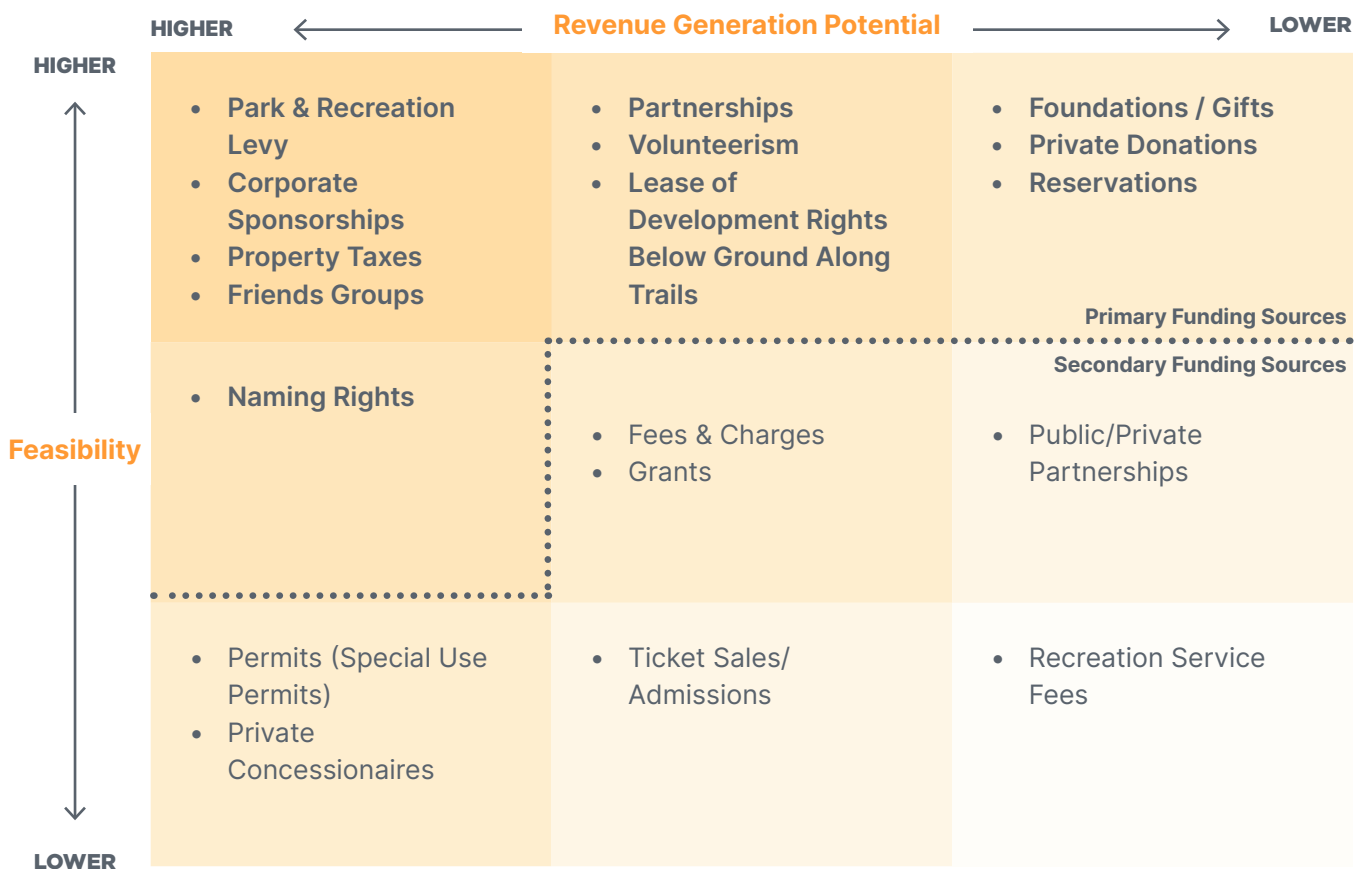 HIGHER
Revenue Generation Potential
LOWER
HIGHER
• Park & Recreation
Levy
• Corporate
Sponsorships
• Property Taxes
• Friends Groups
• Partnerships
• Volunteerism
• Lease of
Development Rights
Below Ground Along
Trails
• Foundations / Gifts
• Private Donations
• Reservations
Primary Funding Sources
Secondary Funding Sources
Feasibility
• Naming Rights
• Fees & Charges
• Grants
• Public/Private
Partnerships
• Permits (Special Use
Permits)
• Private
Concessionaires
• Ticket Sales/
Admissions
• Recreation Service
Fees
LOWER